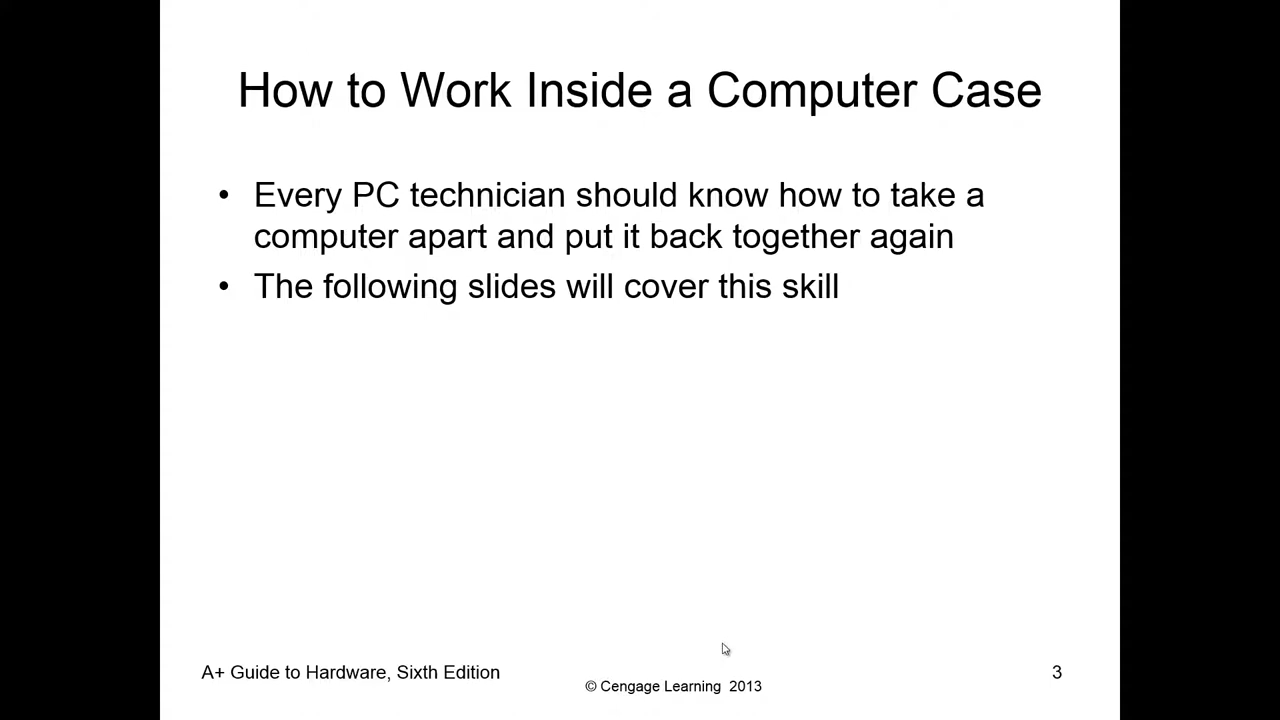 How to Work Inside a Computer Case
• Every PC technician should know how to take a
computer apart and put it back together again
• The following slides will cover this skill
A+ Guide to Hardware, Sixth Edition
© Cengage Learning 2013
3